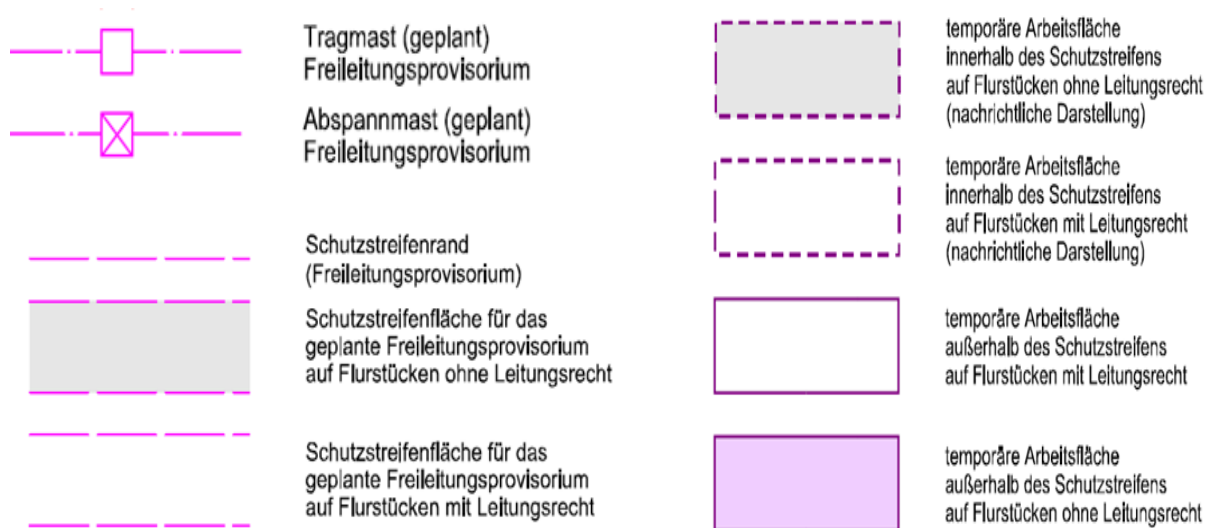 Tragmast (geplant)
Freileitungsprovisorium
Abspannmast (geplant)
Freileitungsprovisorium
Schutzstreifenrand
(Freileitungsprovisorium)
Schutzstreifenfläche für das
geplante Freileitungsprovisorium
auf Flurstücken ohne Leitungsrecht
Schutzstreifenfläche für das
geplante Freileitungsprovisorium
auf Flurstücken mit Leitungsrecht
temporäre Arbeitsfläche
innerhalb des Schutzstreifens
auf Flurstücken ohne Leitungsrecht
(nachrichtliche Darstellung)
temporäre Arbeitsfläche
innerhalb des Schutzstreifens
auf Flurstücken mit Leitungsrecht
(nachrichtliche Darstellung)
temporäre Arbeitsfläche
außerhalb des Schutzstreifens
auf Flurstücken mit Leitungsrecht
temporäre Arbeitsfläche
außerhalb des Schutzstreifens
auf Flurstücken ohne Leitungsrecht